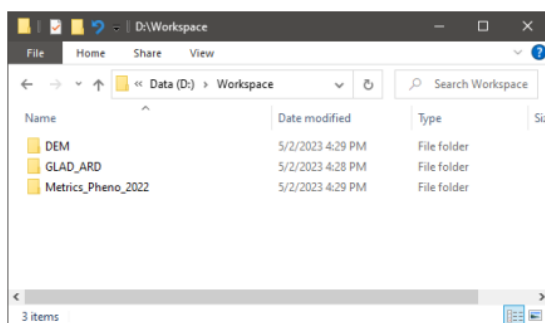 D:\Workspace
File Home Share View
« Data (D:) › Workspace Search Workspace
Name Date modified Type Si
DEM 5/2/2023 4:29 PM File folder
GLAD_ARD 5/2/2023 4:28 PM File folder
Metrics_Pheno_2022 5/2/2023 4:29 PM File folder
3 items